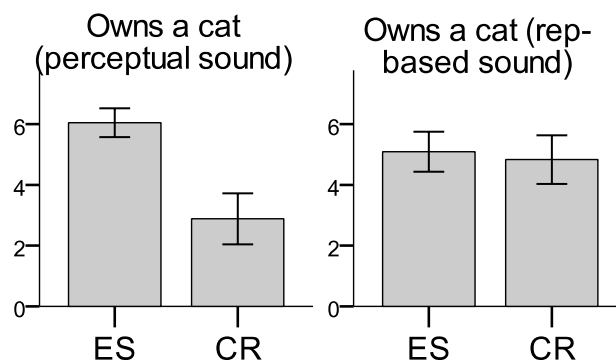 Owns a cat
(perceptual sound)
6
4
2
0
ES CR
Owns a cat (rep-
based sound)
6
4
2
0
ES CR